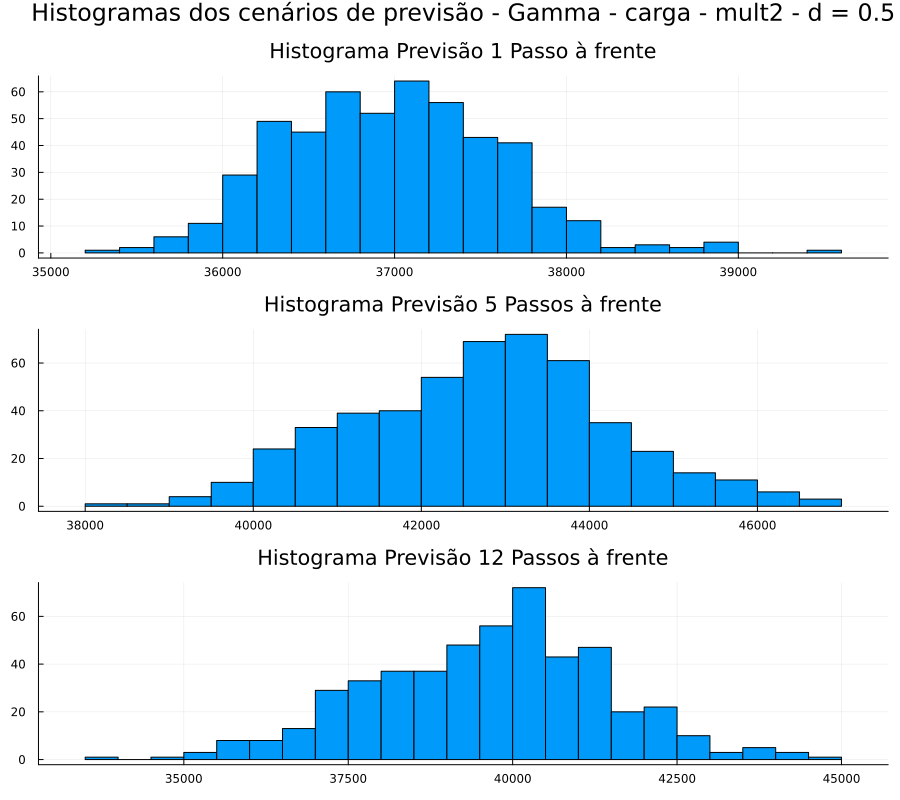 Histogramas dos cenários de previsão - Gamma - carga - mult2 - d = 0.5
Histograma Previsão 1 Passo à frente
60
50
40
30
20
10
0
35000 36000 37000 38000 39000
Histograma Previsão 5 Passos à frente
60
40
20
0
38000 40000 42000 44000 46000
Histograma Previsão 12 Passos à frente
60
40
20
0
35000 37500 40000 42500 45000